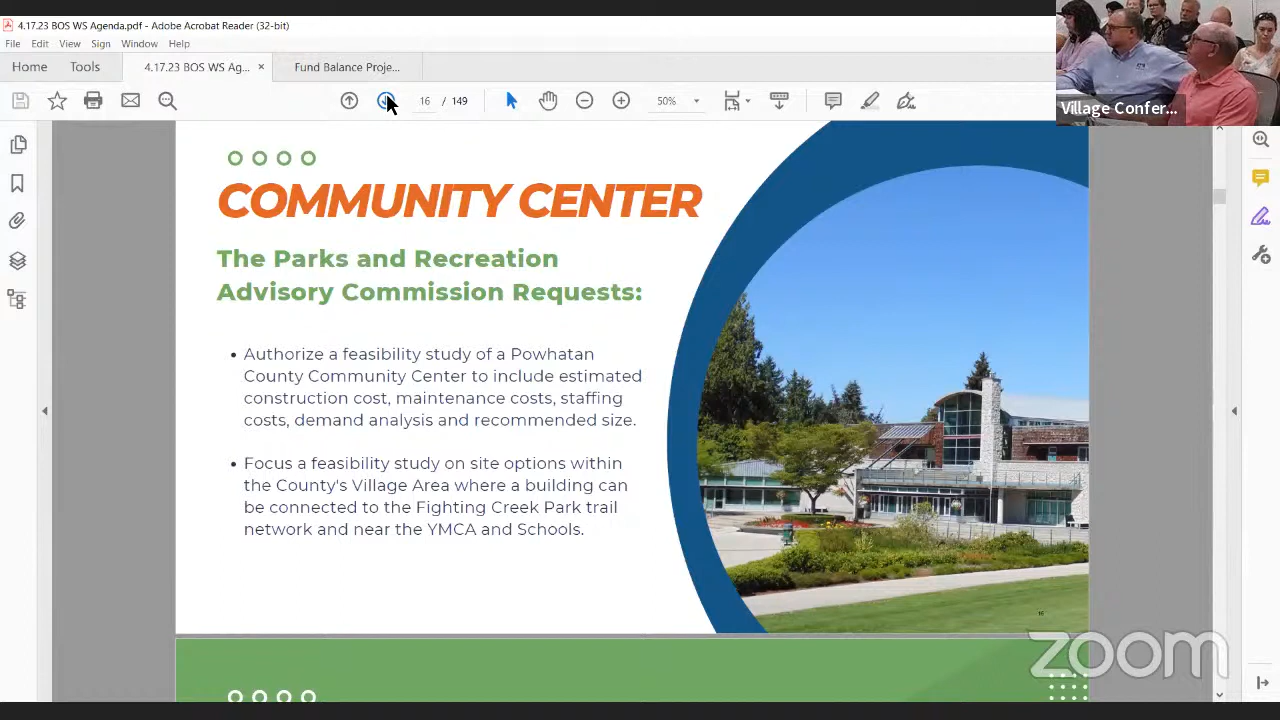 4.17.23 BOS WS Agenda.pdf - Adobe Acrobat Reader (32-bit)
File Edit View Sign Window Help
Home Tools 4.17.23 BOS WS Ag... × Fund Balance Proje...
16 / 149 50%
Village Confer...
COMMUNITY CENTER
The Parks and Recreation
Advisory Commission Requests:
• Authorize a feasibility study of a Powhatan
County Community Center to include estimated
construction cost, maintenance costs, staffing
costs, demand analysis and recommended size.
• Focus a feasibility study on site options within
the County's Village Area where a building can
be connected to the Fighting Creek Park trail
network and near the YMCA and Schools.
16
zoom